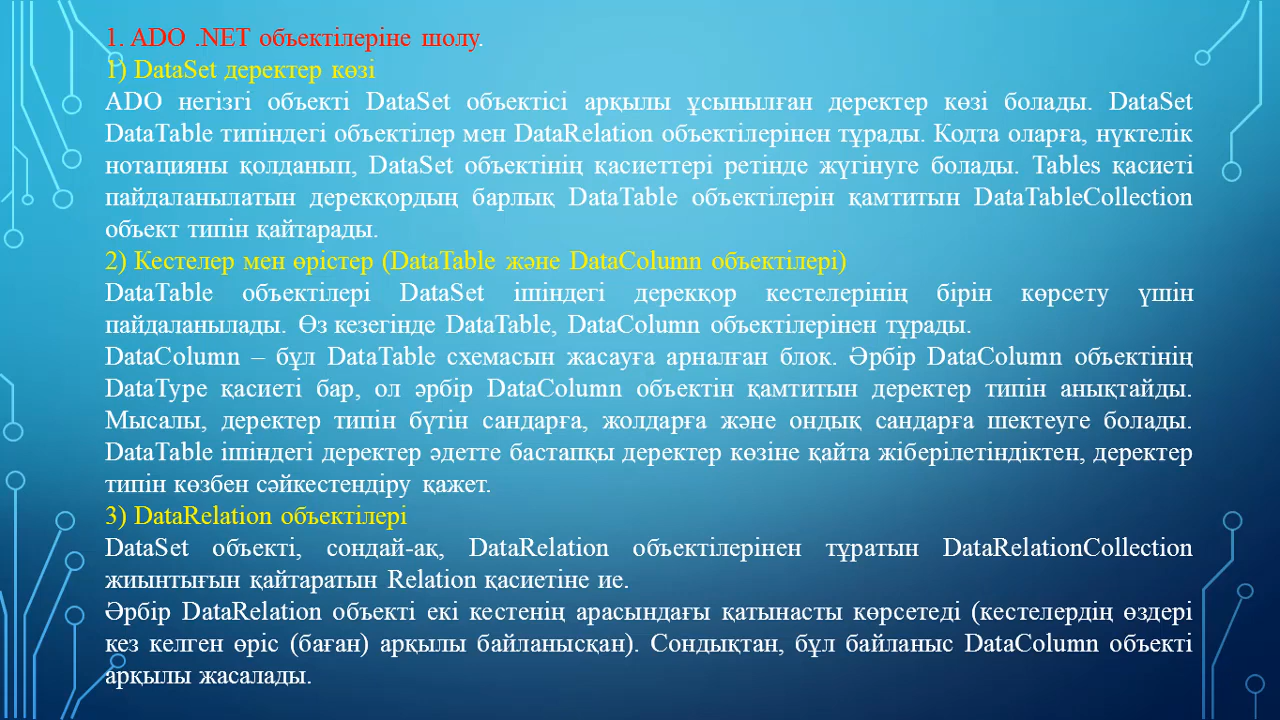 1. ADO .NET объектілеріне шолу.
1) DataSet деректер көзі
ADO негізгі объекті DataSet объектісі арқылы ұсынылған деректер көзі болады. DataSet
DataTable типіндегі объектілер мен DataRelation объектілерінен тұрады. Кодта оларға, нүктелік
нотацияны қолданып, DataSet объектінің қасиеттері ретінде жүгінуге болады. Tables қасиеті
пайдаланылатын дерекқордың барлық DataTable объектілерін қамтитын DataTableCollection
объект типін қайтарады.
2) Кестелер мен өрістер (DataTable және DataColumn объектілері)
DataTable объектілері DataSet ішіндегі дерекқор кестелерінің бірін көрсету үшін
пайдаланылады. Өз кезегінде DataTable, DataColumn объектілерінен тұрады.
DataColumn – бұл DataTable схемасын жасауға арналған блок. Әрбір DataColumn объектінің
DataType қасиеті бар, ол әрбір DataColumn объектін қамтитын деректер типін анықтайды.
Мысалы, деректер типін бүтін сандарға, жолдарға және ондық сандарға шектеуге болады.
DataTable ішіндегі деректер әдетте бастапқы деректер көзіне қайта жіберілетіндіктен, деректер
типін көзбен сәйкестендіру қажет.
3) DataRelation объектілері
DataSet объекті, сондай-ақ, DataRelation объектілерінен тұратын DataRelationCollection
жиынтығын қайтаратын Relation қасиетіне ие.
Әрбір DataRelation объекті екі кестенің арасындағы қатынасты көрсетеді (кестелердің өздері
кез келген өріс (баған) арқылы байланысқан). Сондықтан, бұл байланыс DataColumn объекті
арқылы жасалады.